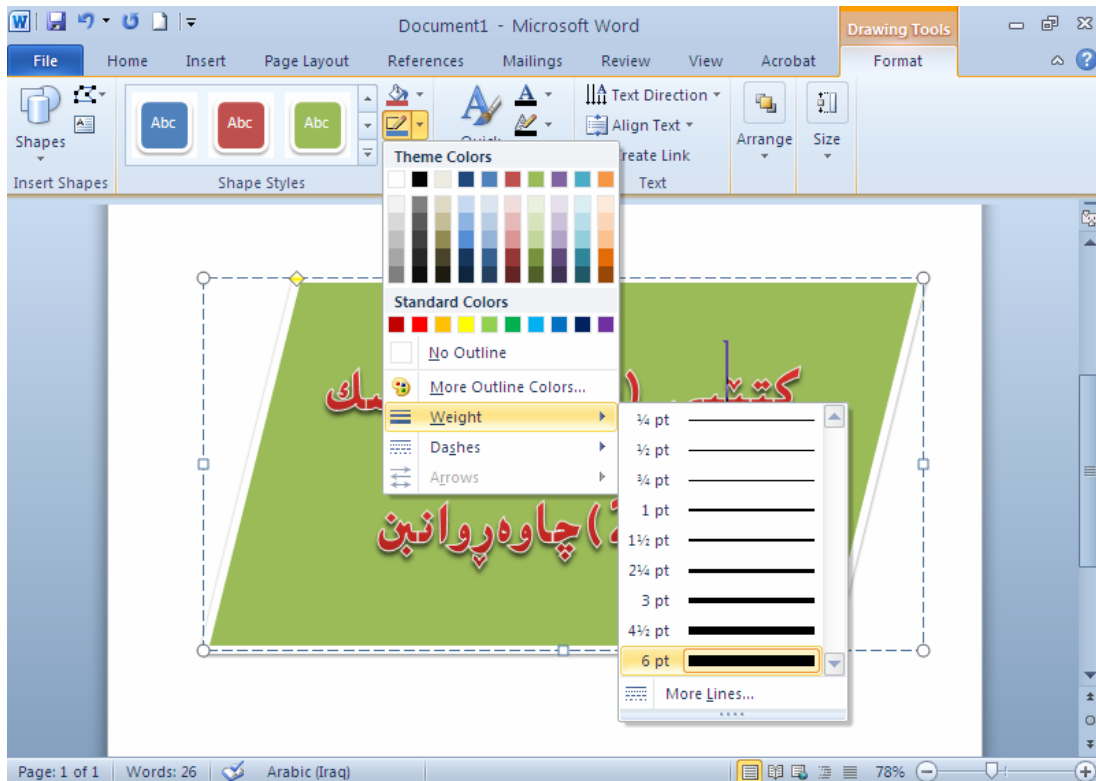 Document1 - Microsoft Word
Drawing Tools
File Home Insert Page Layout References Mailings Review View Acrobat Format
Abc Abc Abc
Shapes
Text Direction
Align Text
Arrange
Size
Insert Shapes
Shape Styles
Text
Theme Colors
Standard Colors
No Outline
More Outline Colors...
Weight
Dashes
Arrows
¼ pt
½ pt
¾ pt
1 pt
1½ pt
2¼ pt
3 pt
4½ pt
6 pt
More Lines...
چاوەڕوانبن
Page: 1 of 1 Words: 26 Arabic (Iraq) 78%